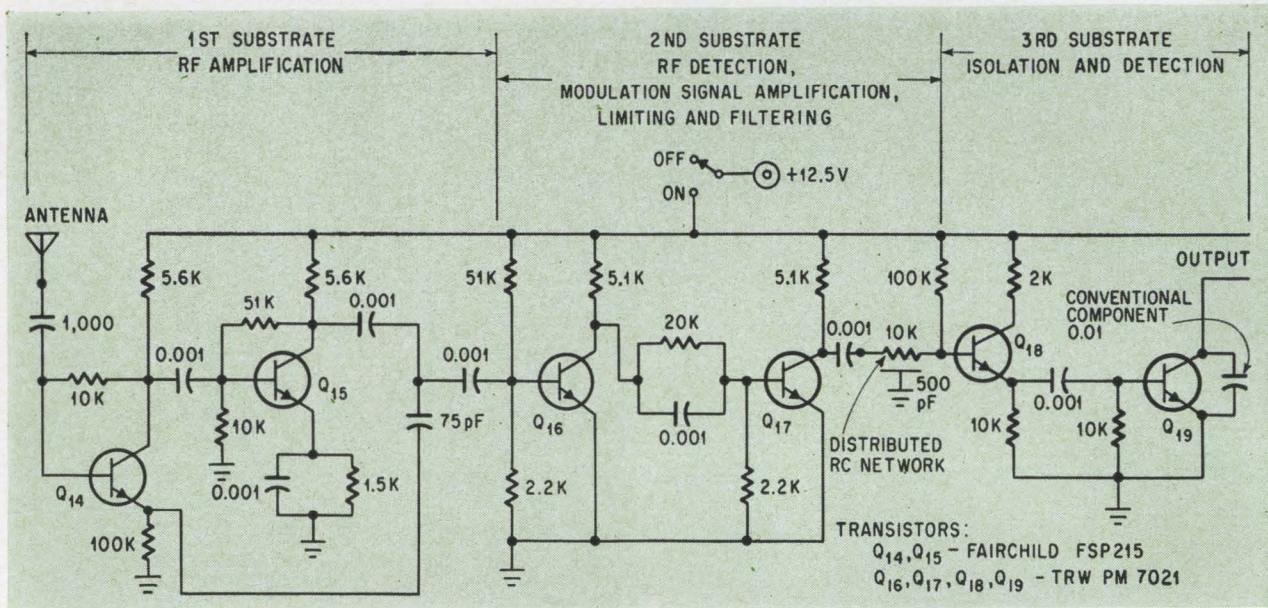 1ST SUBSTRATE
RF AMPLIFICATION
2ND SUBSTRATE
RF DETECTION,
MODULATION SIGNAL AMPLIFICATION,
LIMITING AND FILTERING
3RD SUBSTRATE
ISOLATION AND DETECTION
OFF
+12.5V
ON
ANTENNA
OUTPUT
5.6K
5.6K
51K
5.1K
5.1K
100K
2K
CONVENTIONAL
COMPONENT
0.01
51K
0.001
1,000
20K
0.001
10K
0.001
10K
0.001
Q18
Q15
500
pF
10K
75pF
Q16
0.001
Q17
0.001
10K
10K
Q19
10K
DISTRIBUTED
RC NETWORK
Q14
0.001
1.5K
2.2K
2.2K
100K
TRANSISTORS:
Q14,Q15 - FAIRCHILD FSP215
Q16,Q17,Q18,Q19 - TRW PM 7021